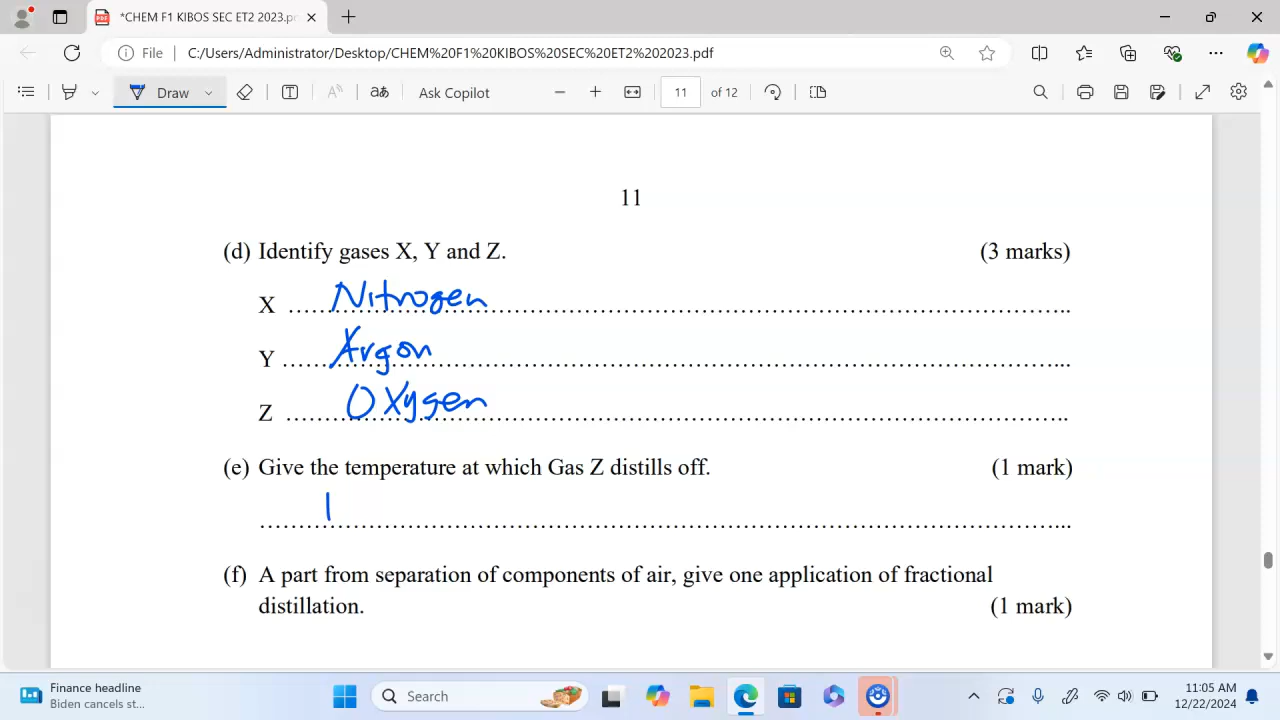 *CHEM F1 KIBOS SEC ET2 2023.pr
File C:/Users/Administrator/Desktop/CHEM%20F1%20KIBOS%20SEC%20ET2%202023.pdf
Draw aあ Ask Copilot 11 of 12
11
(d) Identify gases X, Y and Z. (3 marks)
X ........ Nitrogen ........
Y ........ Argon ........
Z ........ Oxygen ........
(e) Give the temperature at which Gas Z distills off. (1 mark)
(f) A part from separation of components of air, give one application of fractional
distillation. (1 mark)
Finance headline
Biden cancels st...
Search
11:05 AM
12/22/2024